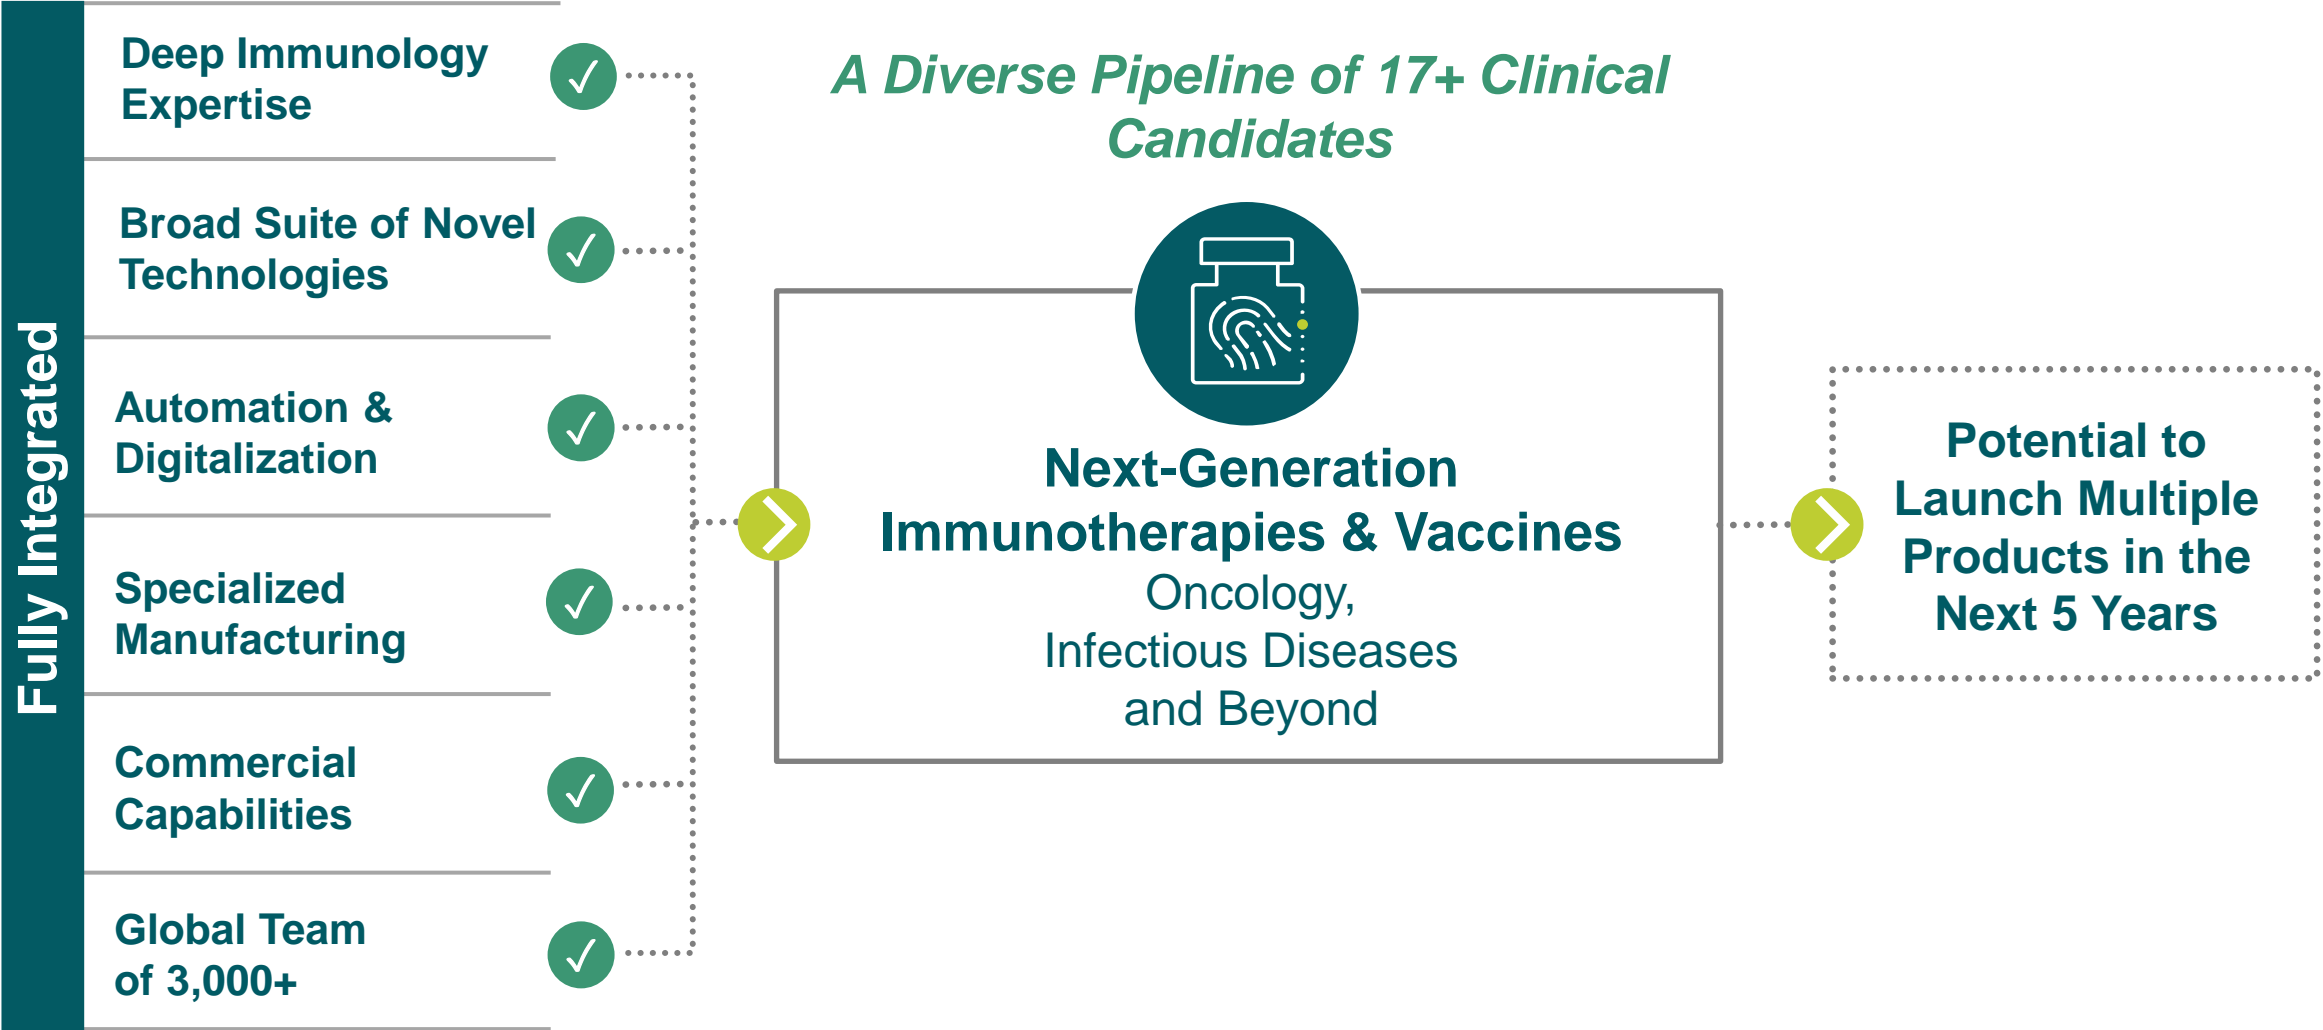 Fully Integrated
Deep Immunology
Expertise
Broad Suite of Novel
Technologies
Automation &
Digitalization
Specialized
Manufacturing
Commercial
Capabilities
Global Team
of 3,000+
A Diverse Pipeline of 17+ Clinical
Candidates
Next-Generation
Immunotherapies & Vaccines
Oncology,
Infectious Diseases
and Beyond
Potential to
Launch Multiple
Products in the
Next 5 Years